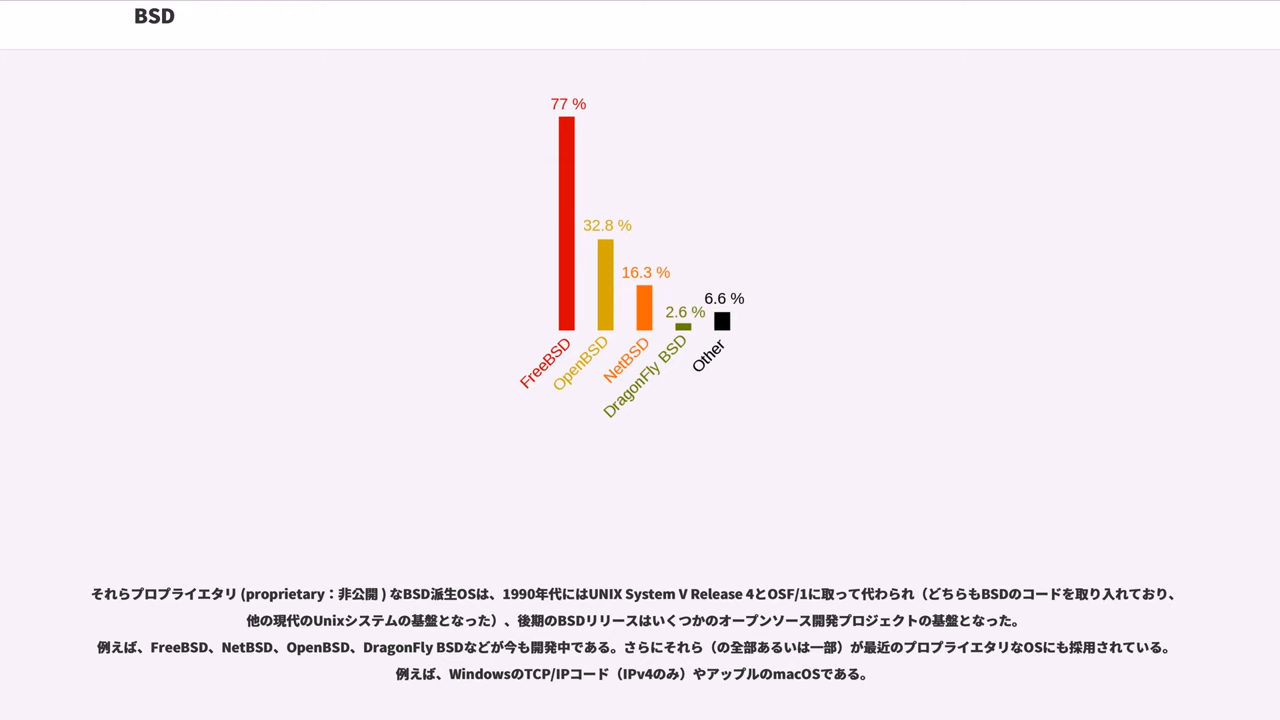 BSD
77 %
32.8 %
16.3 %
2.6 %
6.6 %
FreeBSD
OpenBSD
NetBSD
DragonFly BSD
Other
それらプロプライエタリ (proprietary：非公開 ) なBSD派生OSは、1990年代にはUNIX System V Release 4とOSF/1に取って代わられ（どちらもBSDのコードを取り入れており、
他の現代のUnixシステムの基盤となった）、後期のBSDリリースはいくつかのオープンソース開発プロジェクトの基盤となった。
例えば、FreeBSD、NetBSD、OpenBSD、DragonFly BSDなどが今も開発中である。さらにそれら（の全部あるいは一部）が最近のプロプライエタリなOSにも採用されている。
例えば、WindowsのTCP/IPコード（IPv4のみ）やアップルのmacOSである。